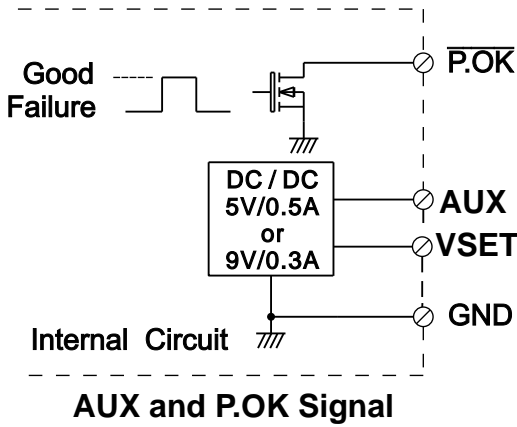 P.OK
Good
Failure
DC / DC
5V/0.5A
or
9V/0.3A
AUX
VSET
GND
Internal Circuit
AUX and P.OK Signal